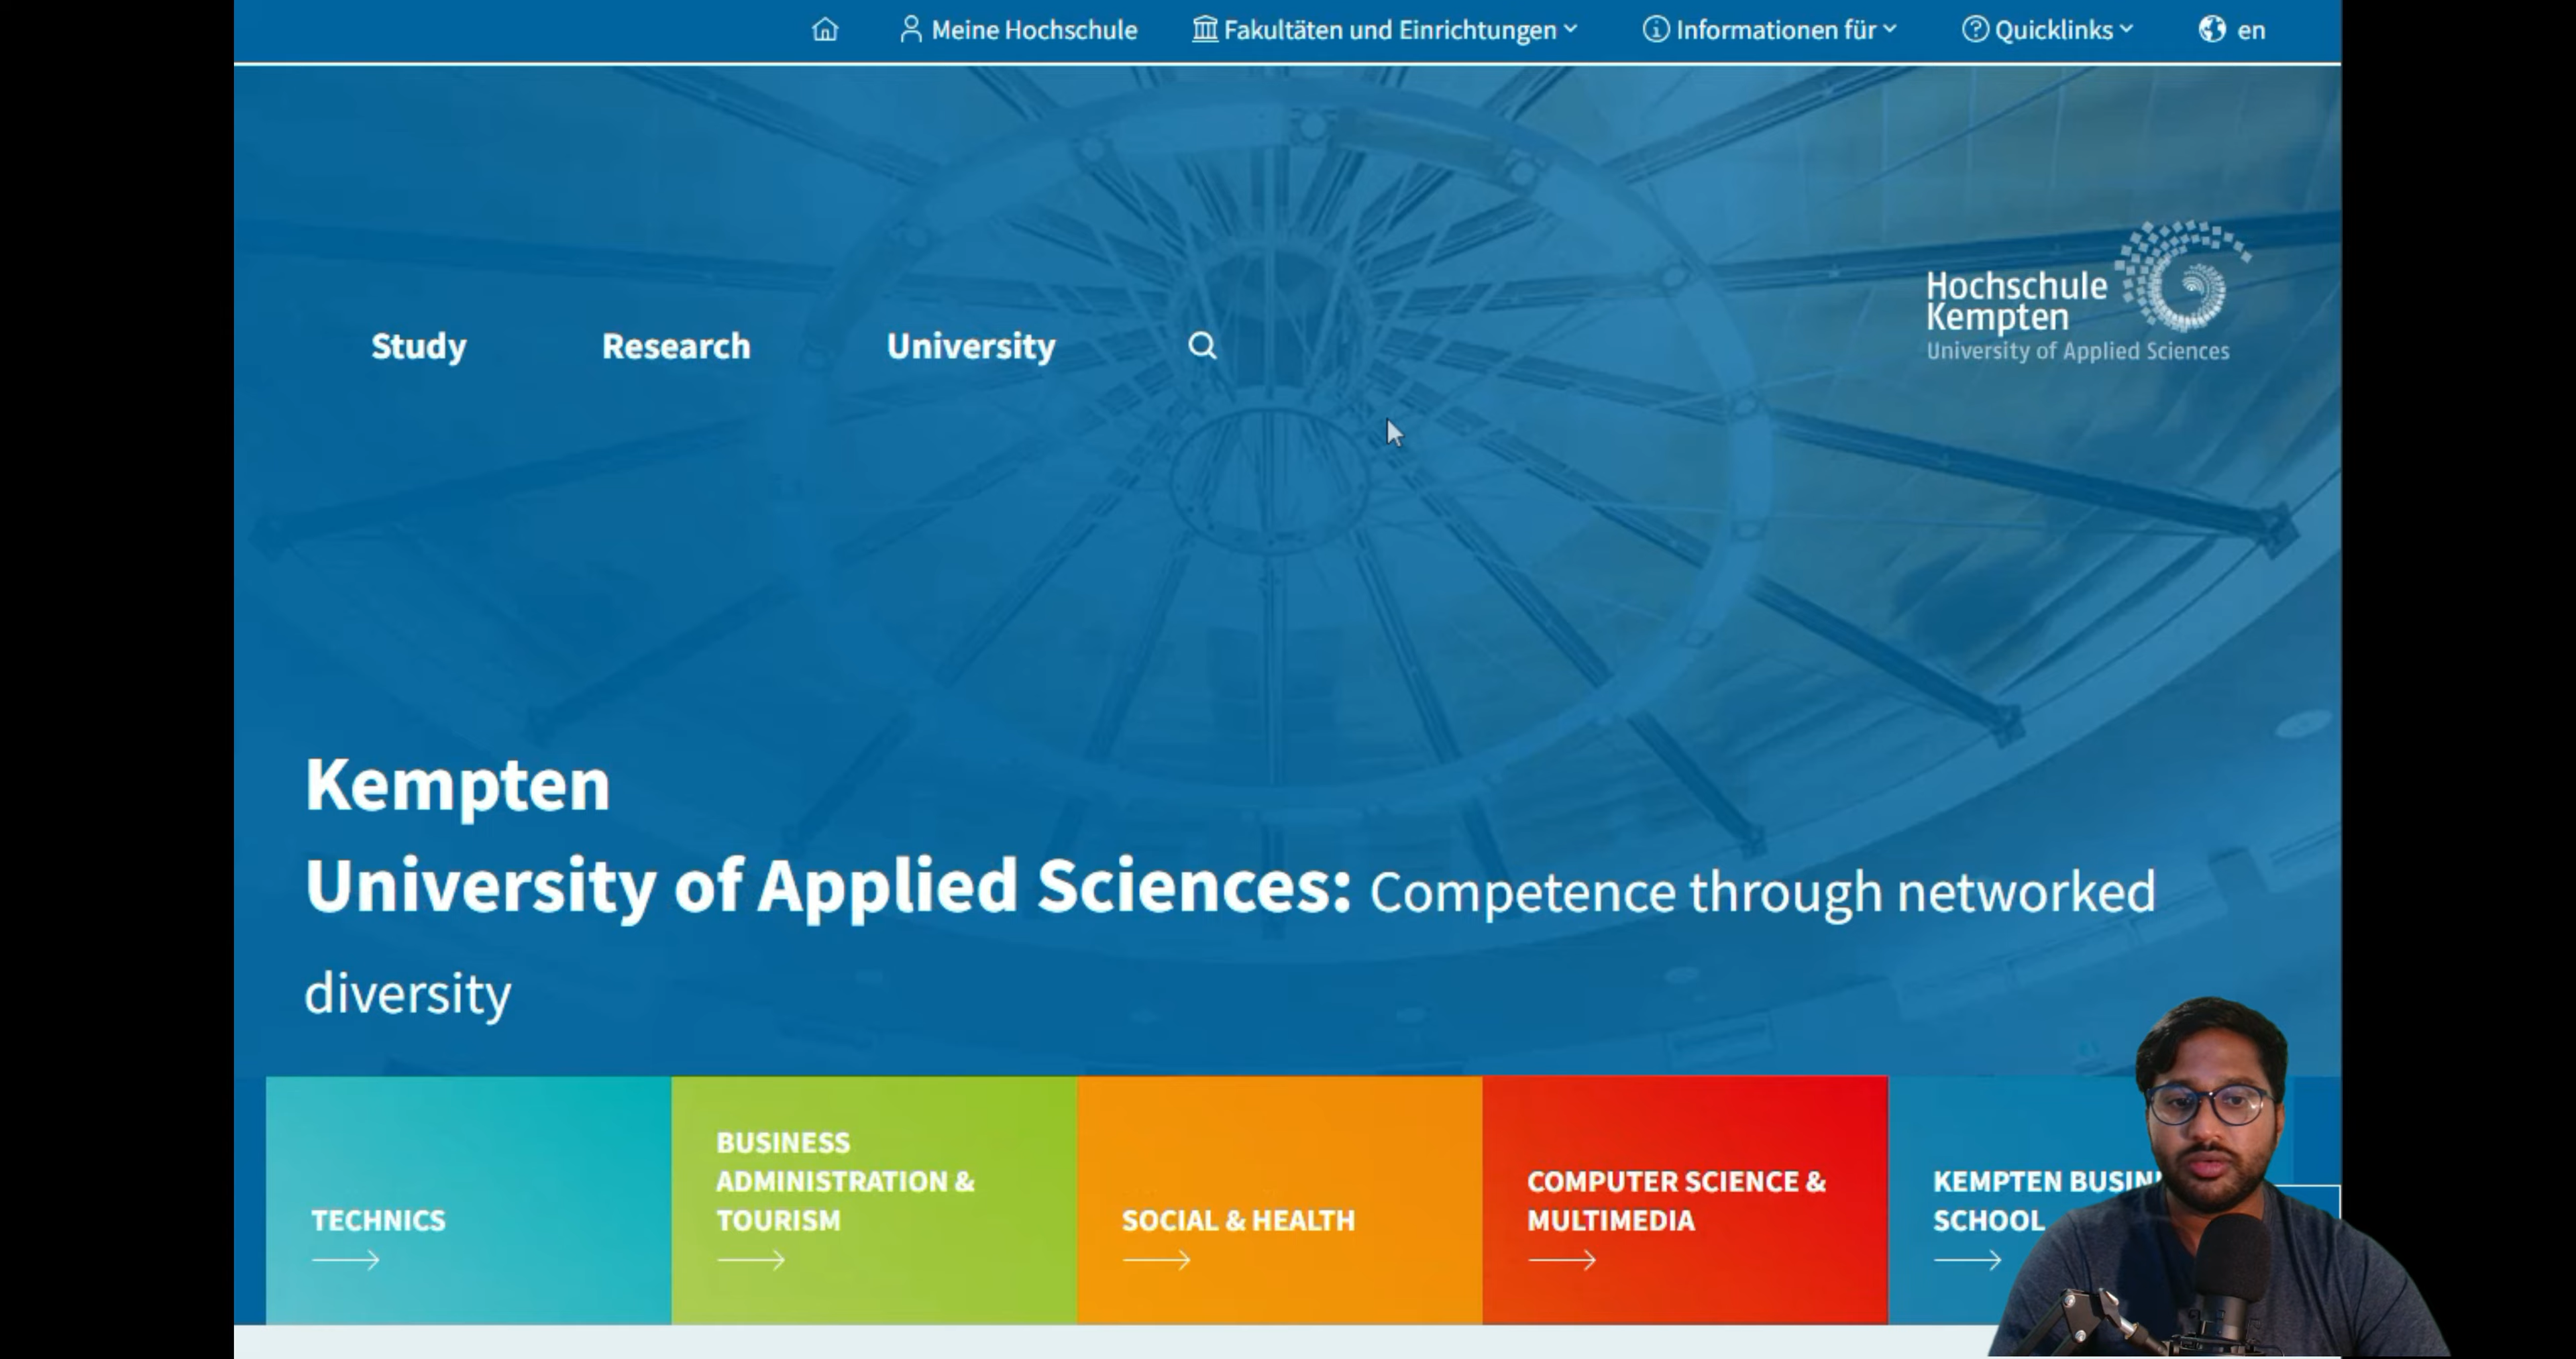 Meine Hochschule
Fakultäten und Einrichtungen
Informationen für
Quicklinks
en
Study
Research
University
Hochschule
Kempten
University of Applied Sciences
Kempten
University of Applied Sciences: Competence through networked
diversity
TECHNICS
BUSINESS
ADMINISTRATION &
TOURISM
SOCIAL & HEALTH
COMPUTER SCIENCE &
MULTIMEDIA
KEMPTEN
SCHOOL